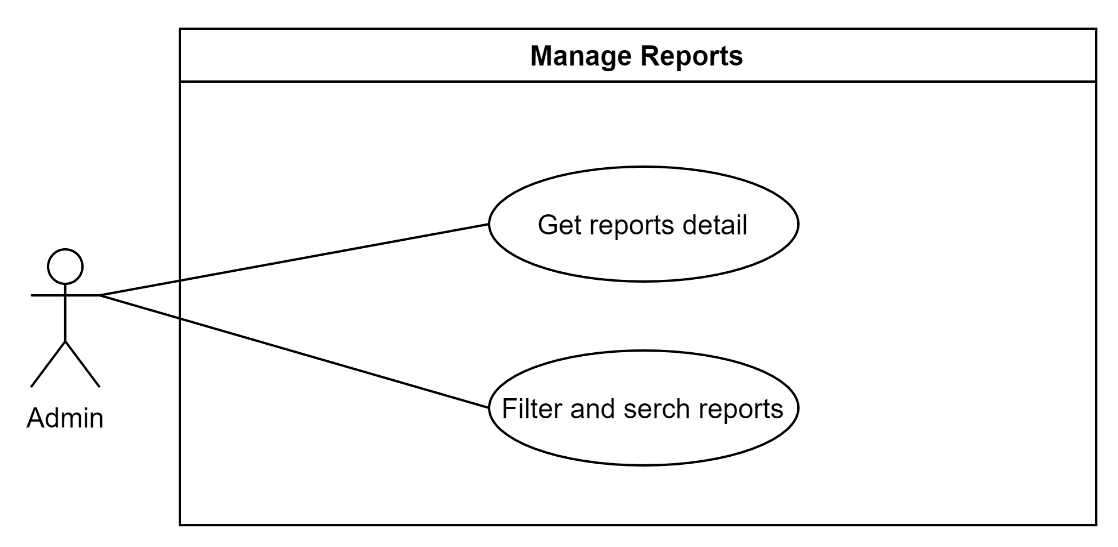 Manage Reports
Get reports detail
Filter and serch reports
Admin